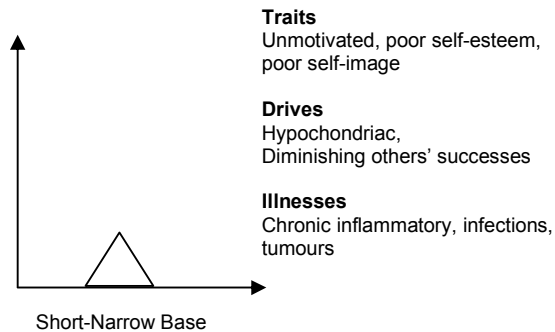 Traits
Unmotivated, poor self-esteem,
poor self-image
Drives
Hypochondriac,
Diminishing others' successes
Illnesses
Chronic inflammatory, infections,
tumours
Short-Narrow Base